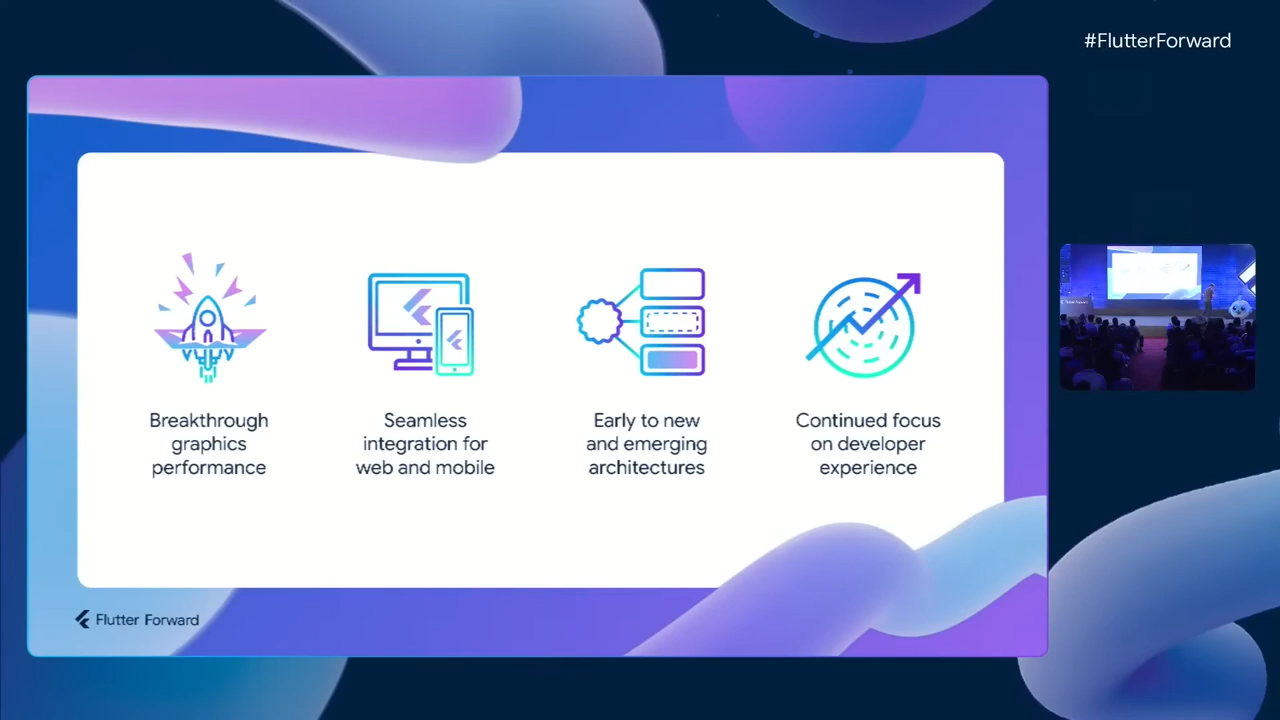 #FlutterForward
Breakthrough
graphics
performance
Seamless
integration for
web and mobile
Early to new
and emerging
architectures
Continued focus
on developer
experience
Flutter Forward